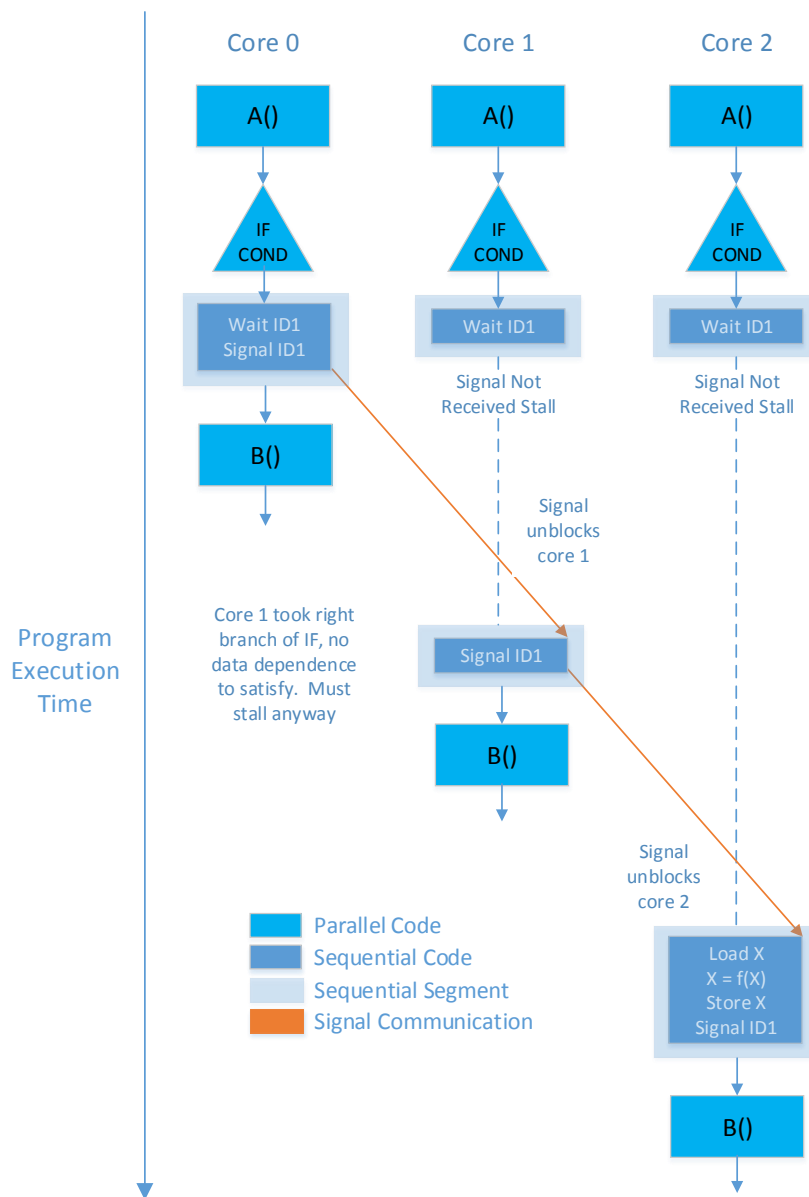 Core 0
Core 1
Core 2
A()
A()
A()
IF
COND
IF
COND
IF
COND
Wait ID1
Signal ID1
Wait ID1
Wait ID1
Signal Not
Received Stall
Signal Not
Received Stall
B()
Signal
unblocks
core 1
Program
Execution
Time
Core 1 took right
branch of IF, no
data dependence
to satisfy. Must
stall anyway
Signal ID1
B()
Signal
unblocks
core 2
Parallel Code
Sequential Code
Sequential Segment
Signal Communication
Load X
X = f(X)
Store X
Signal ID1
B()